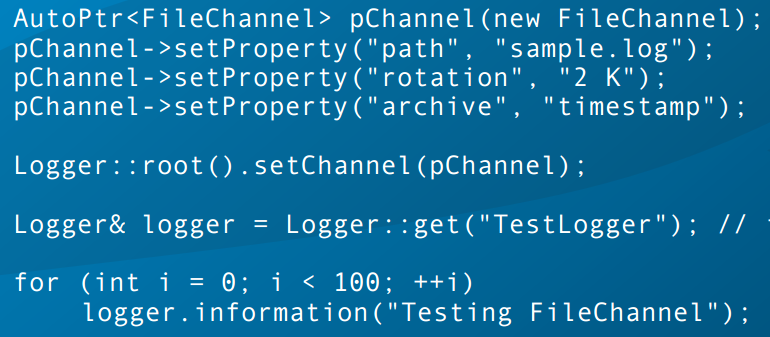 AutoPtr<FileChannel> pChannel(new FileChannel);
pChannel->setProperty("path", "sample.log");
pChannel->setProperty("rotation", "2 K");
pChannel->setProperty("archive", "timestamp");
Logger::root().setChannel(pChannel);
Logger& logger = Logger::get("TestLogger"); //
for (int i = 0; i < 100; ++i)
logger.information("Testing FileChannel");